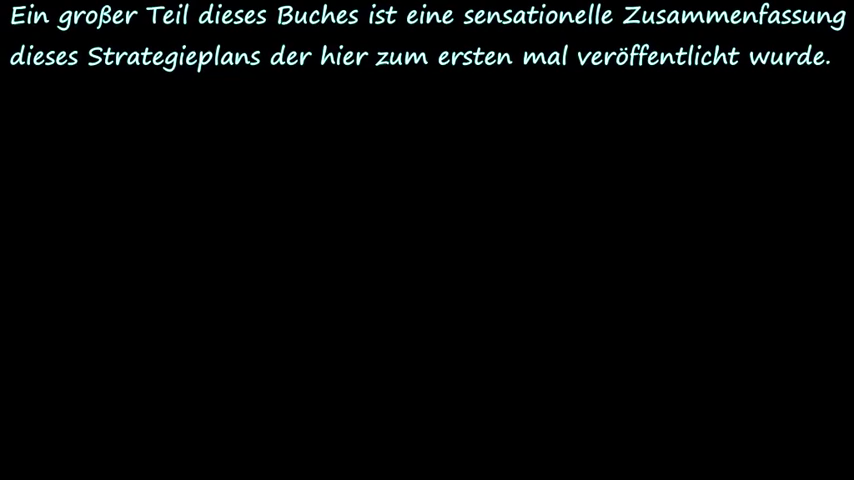 Ein großer Teil dieses Buches ist eine sensationelle Zusammenfassung
dieses Strategieplans der hier zum ersten mal veröffentlicht wurde.